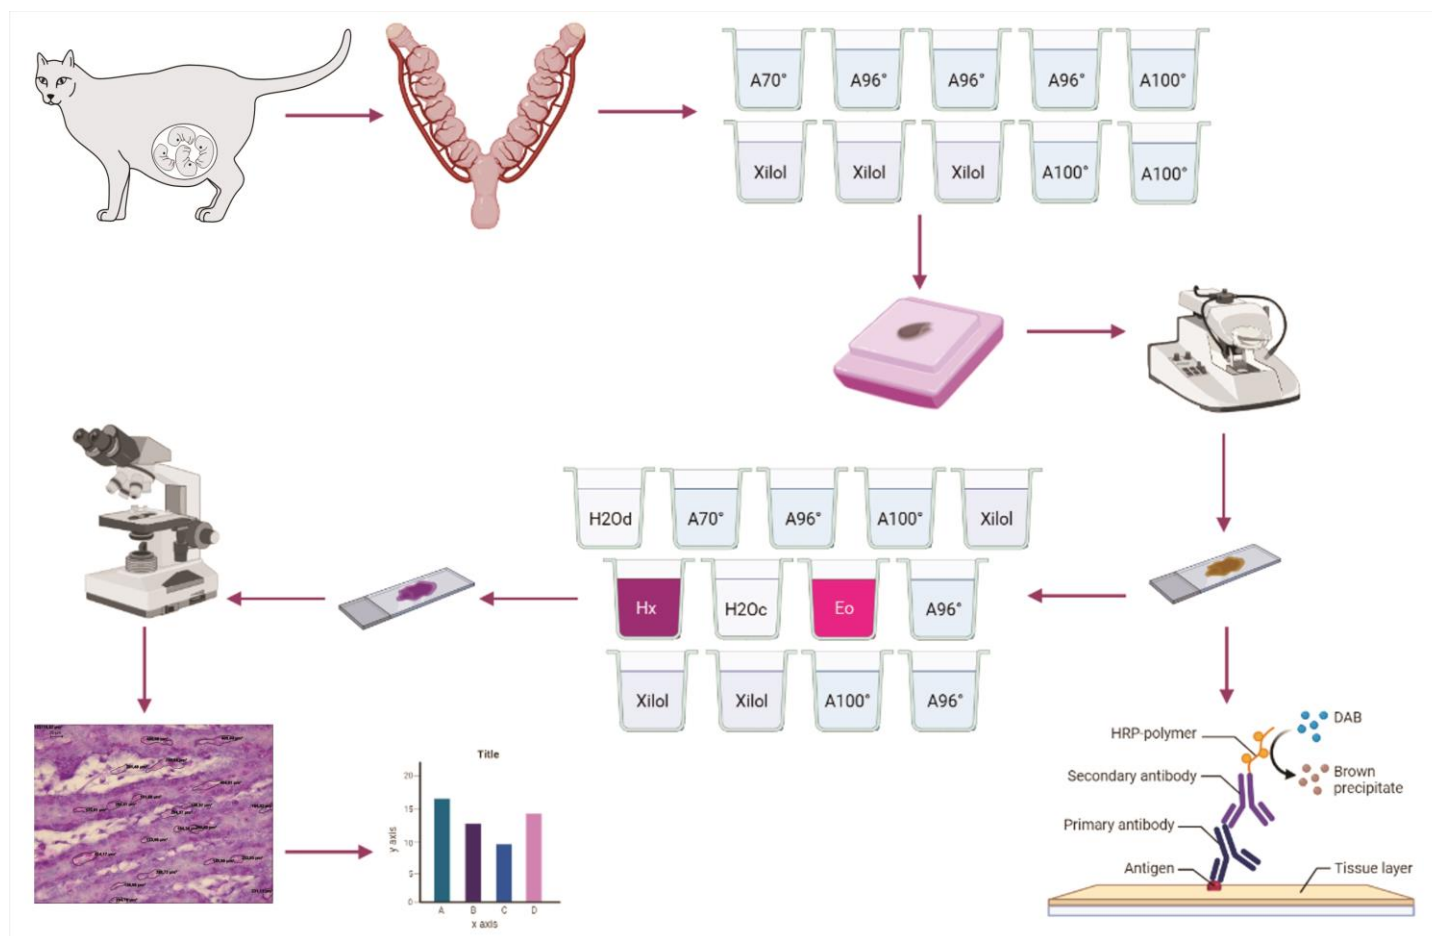 A70° A96° A96° A96° A100°
Xilol Xilol Xilol A100° A100°
H2Od A70° A96° A100° Xilol
Hx H2Oc Eo A96°
Xilol Xilol A100° A96°
Title
20
15
10
5
0
y axis
A B C D
x axis
DAB
HRP-polymer
Brown
precipitate
Secondary antibody
Primary antibody
Antigen
Tissue layer